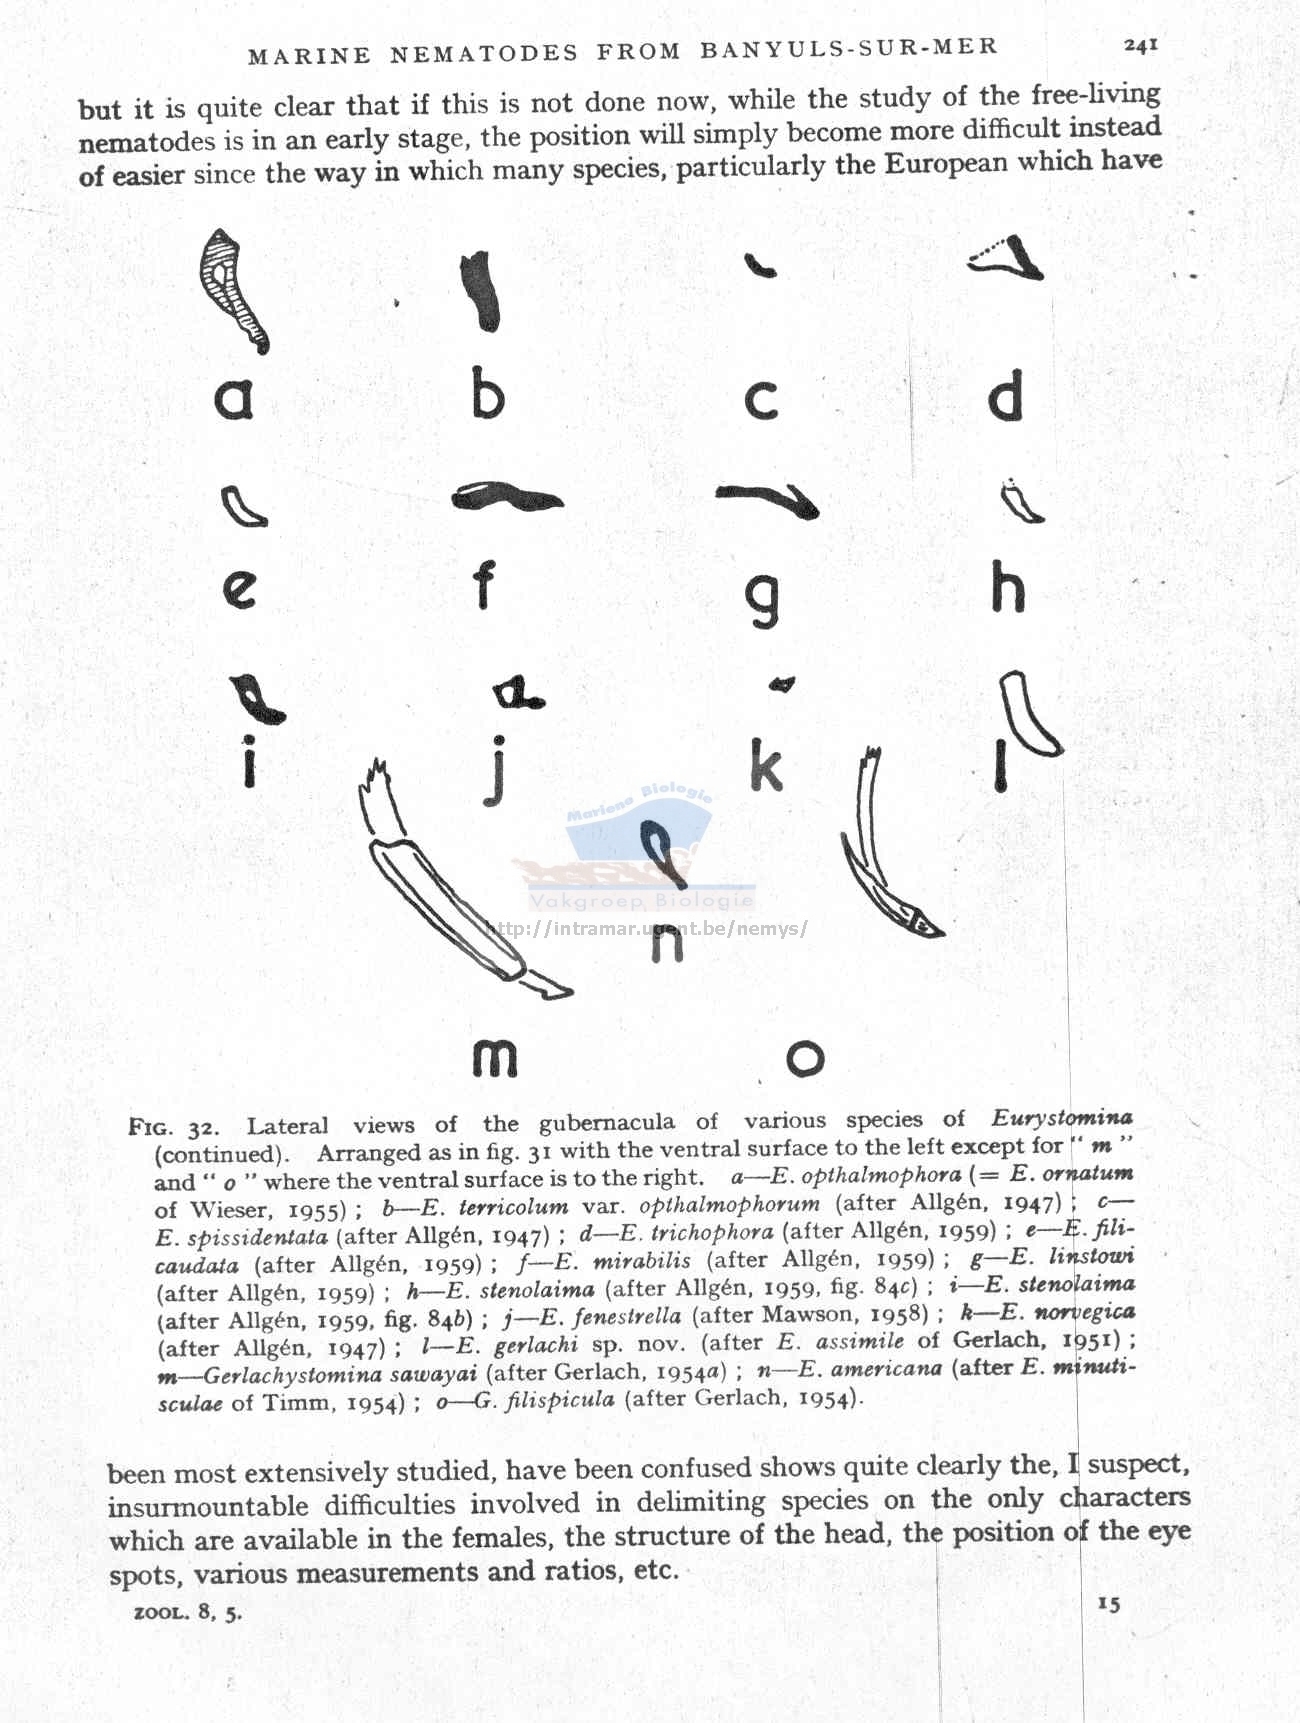 MARINE NEMATODES FROM BANYULS-SUR-MER 241
but it is quite clear that if this is not done now, while the study of the free-living
nematodes is in an early stage, the position will simply become more difficult instead
of easier since the way in which many species, particularly the European which have
a b c d
e f g h
i j k l
Mariene Biologie
Vakgroep Biologie
http://intramar.ugent.be/nemys/
n
m o
FIG. 32. Lateral views of the gubernacula of various species of Eurystomina
(continued). Arranged as in fig. 31 with the ventral surface to the left except for “ m ”
and “ o ” where the ventral surface is to the right. a—E. opthalmophora (= E. ornatum
of Wieser, 1955) ; b—E. terricolum var. opthalmophorum (after Allgén, 1947) ; c—
E. spissidentata (after Allgén, 1947) ; d—E. trichophora (after Allgén, 1959) ; e—E. fili-
caudata (after Allgén, 1959) ; f—E. mirabilis (after Allgén, 1959) ; g—E. linstowi
(after Allgén, 1959) ; h—E. stenolaima (after Allgén, 1959, fig. 84c) ; i—E. stenolaima
(after Allgén, 1959, fig. 84b) ; j—E. fenestrella (after Mawson, 1958) ; k—E. norvegica
(after Allgén, 1947) ; l—E. gerlachi sp. nov. (after E. assimile of Gerlach, 1951) ;
m—Gerlachystomina sawayai (after Gerlach, 1954a) ; n—E. americana (after E. minuti-
sculae of Timm, 1954) ; o—G. filispicula (after Gerlach, 1954).
been most extensively studied, have been confused shows quite clearly the, I suspect,
insurmountable difficulties involved in delimiting species on the only characters
which are available in the females, the structure of the head, the position of the eye
spots, various measurements and ratios, etc.
ZOOL. 8, 5. 15